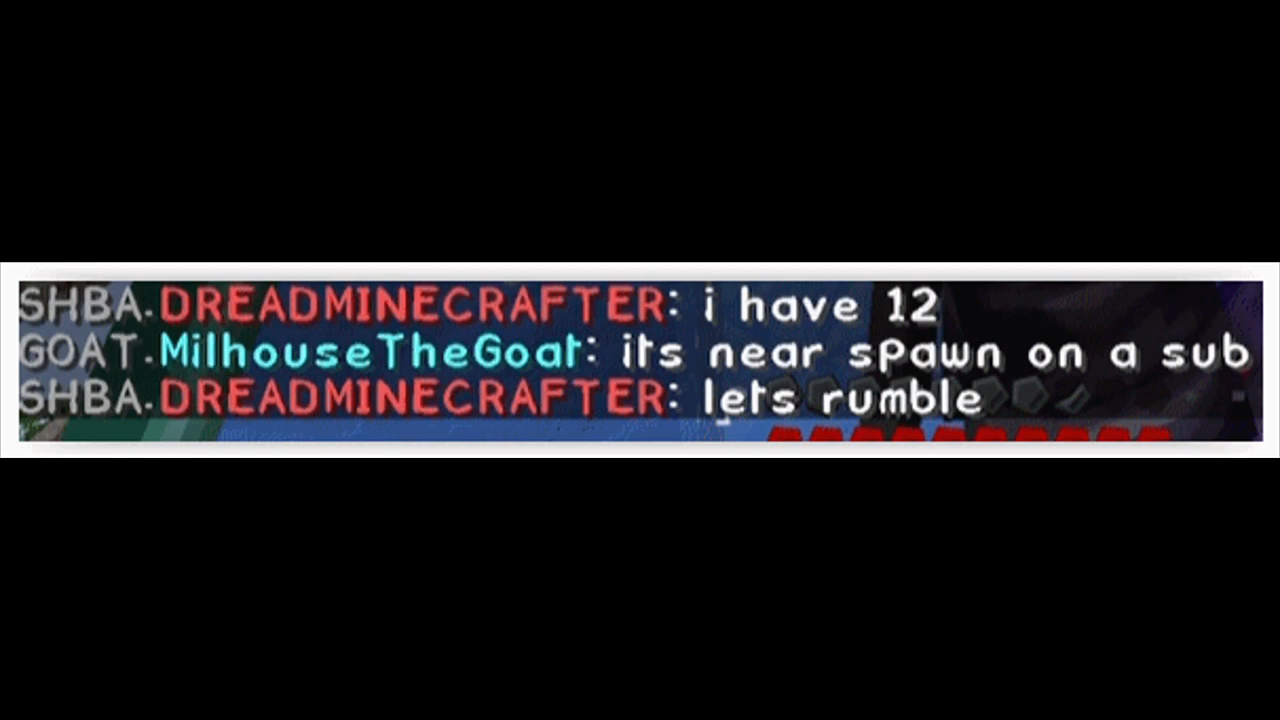 SHBA.DREADMINECRAFTER: i have 12
GOAT.MilhouseTheGoat: its near spawn on a sub
SHBA.DREADMINECRAFTER: lets rumble